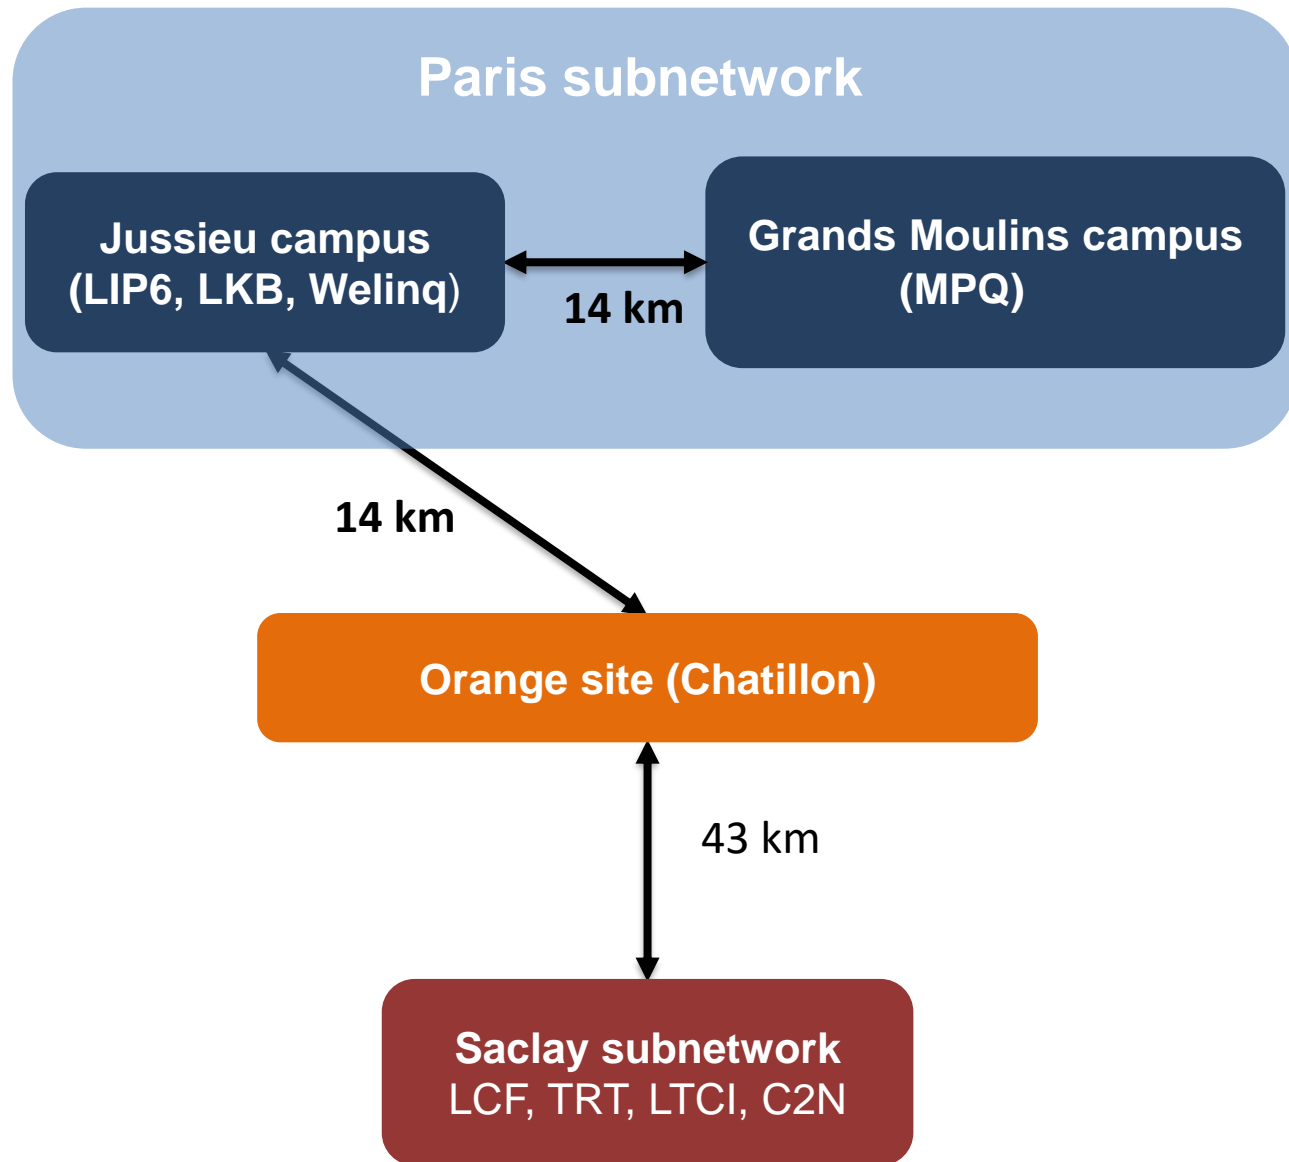 Paris subnetwork
Jussieu campus
(LIP6, LKB, Welinq)
Grands Moulins campus
(MPQ)
14 km
14 km
Orange site (Chatillon)
43 km
Saclay subnetwork
LCF, TRT, LTCI, C2N